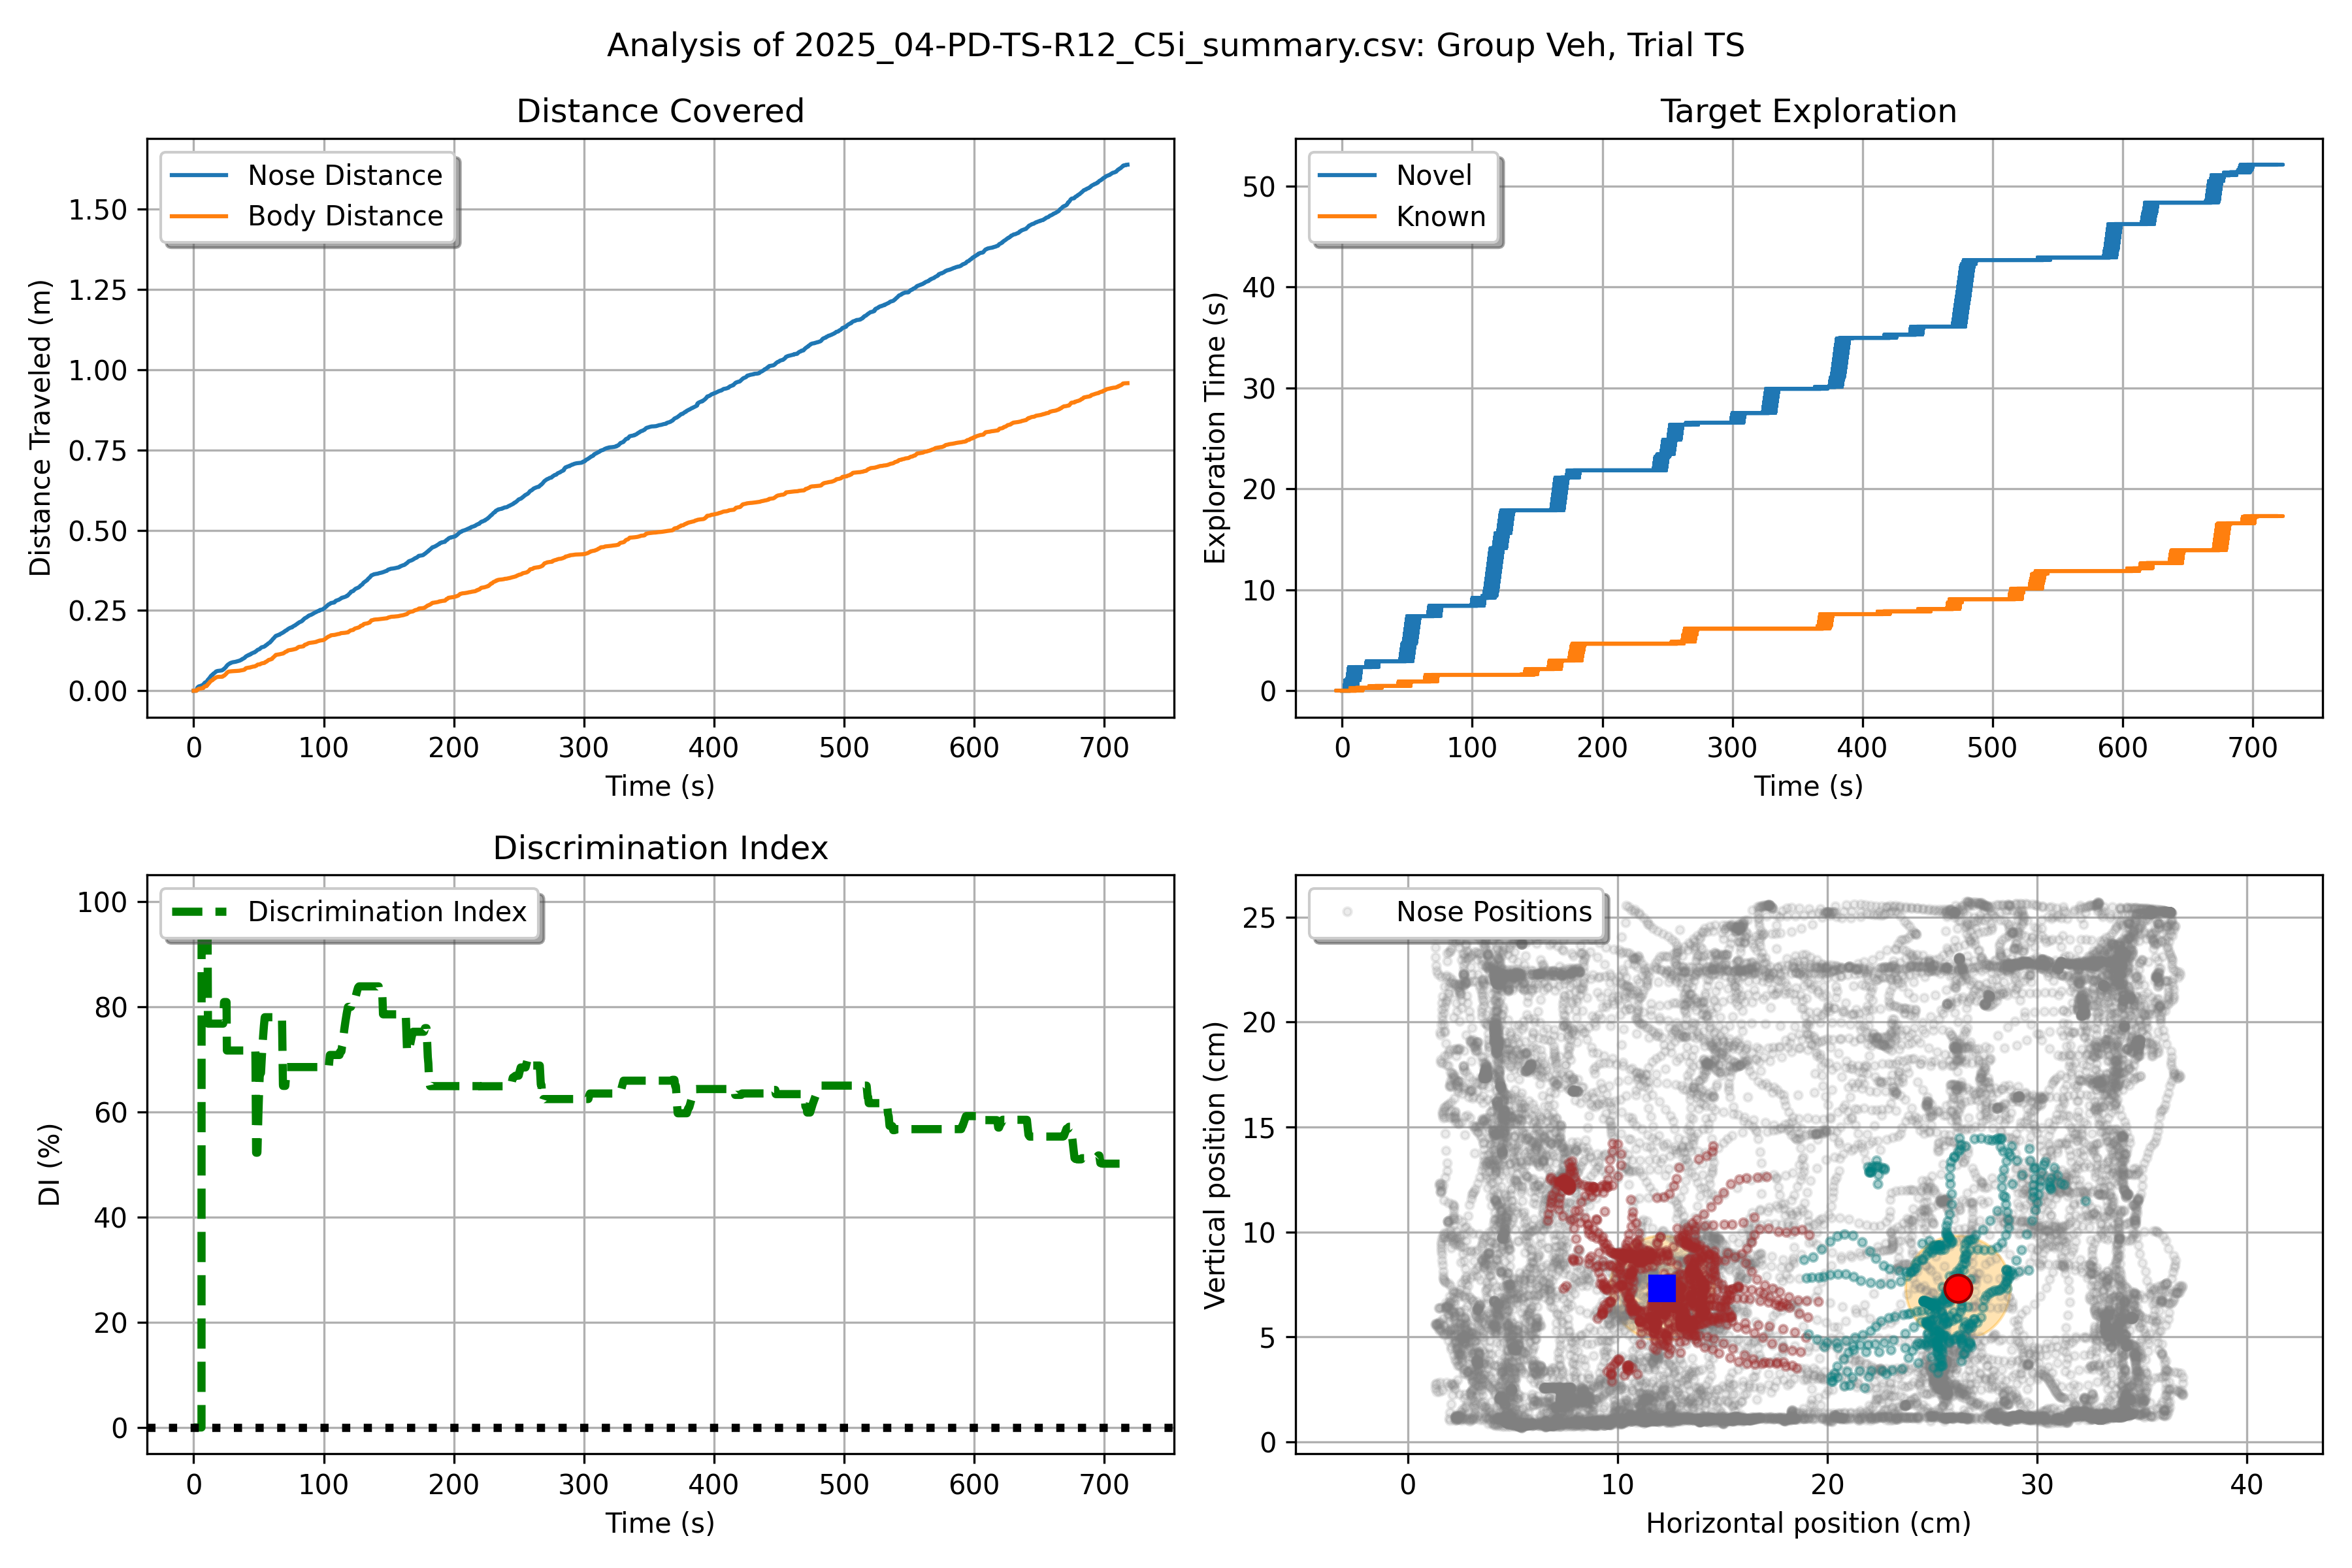 Analysis of 2025_04-PD-TS-R12_C5i_summary.csv: Group Veh, Trial TS
Distance Covered
Nose Distance
Body Distance
Distance Traveled (m)
1.50
1.25
1.00
0.75
0.50
0.25
0.00
0 100 200 300 400 500 600 700
Time (s)
Target Exploration
Novel
Known
Exploration Time (s)
50
40
30
20
10
0
0 100 200 300 400 500 600 700
Time (s)
Discrimination Index
Discrimination Index
DI (%)
100
80
60
40
20
0
0 100 200 300 400 500 600 700
Time (s)
Nose Positions
Vertical position (cm)
25
20
15
10
5
0
0 10 20 30 40
Horizontal position (cm)